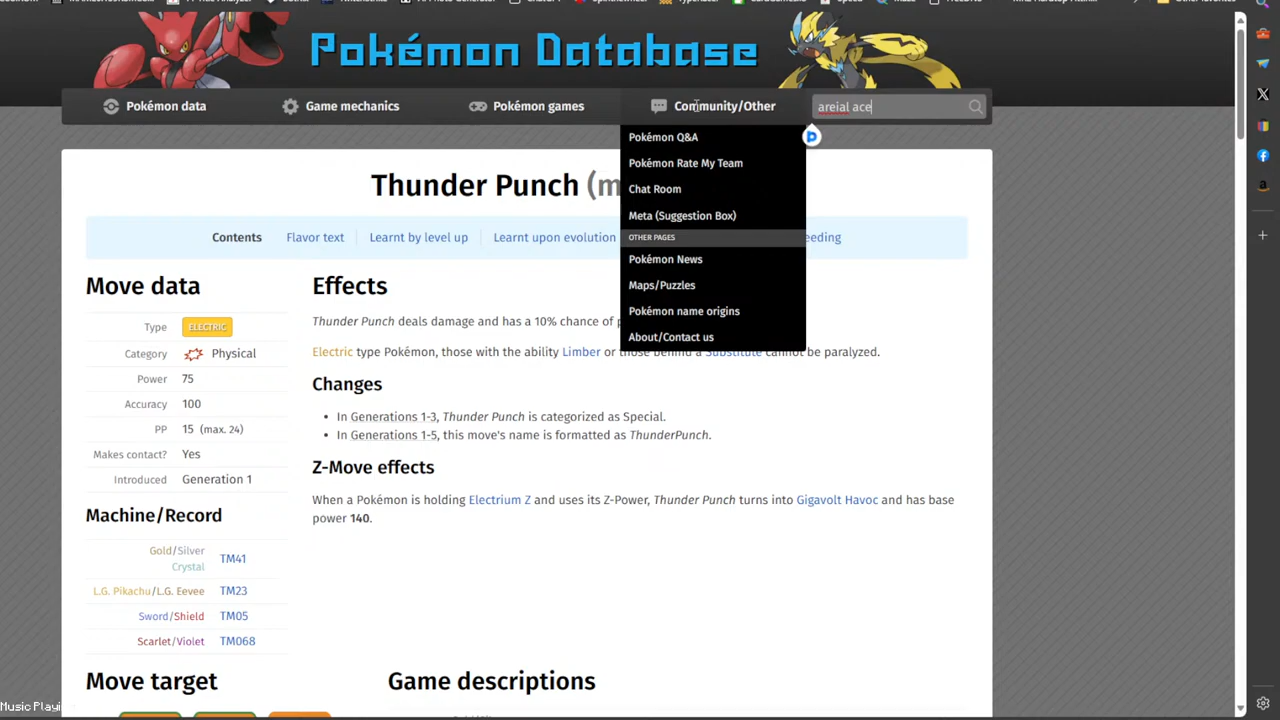 Pokémon Database
Pokémon data
Game mechanics
Pokémon games
Community/Other
areial ace
Pokémon Q&A
Pokémon Rate My Team
Chat Room
Meta (Suggestion Box)
OTHER PAGES
Pokémon News
Maps/Puzzles
Pokémon name origins
About/Contact us
Thunder Punch (m
Contents Flavor text Learnt by level up Learnt upon evolution eeding
Move data
Type ELECTRIC
Category Physical
Power 75
Accuracy 100
PP 15 (max. 24)
Makes contact? Yes
Introduced Generation 1
Machine/Record
Gold/Silver
Crystal TM41
L.G. Pikachu/L.G. Eevee TM23
Sword/Shield TM05
Scarlet/Violet TM068
Move target
Effects
Thunder Punch deals damage and has a 10% chance of p
Electric type Pokémon, those with the ability Limber or those behind a Substitute cannot be paralyzed.
Changes
In Generations 1-3, Thunder Punch is categorized as Special.
In Generations 1-5, this move's name is formatted as ThunderPunch.
Z-Move effects
When a Pokémon is holding Electrium Z and uses its Z-Power, Thunder Punch turns into Gigavolt Havoc and has base
power 140.
Game descriptions
Music Playi